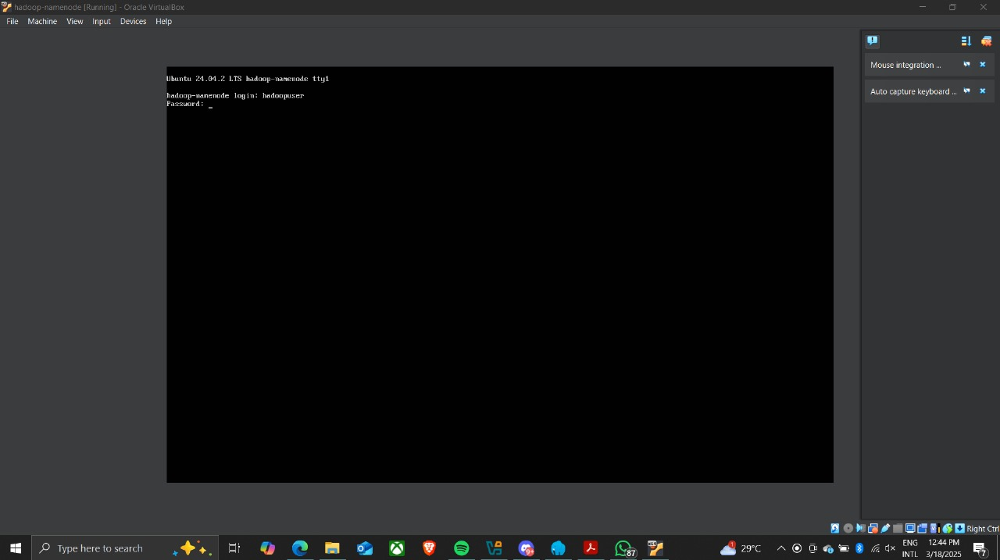 hadoop-namenode [Running] - Oracle VirtualBox
File Machine View Input Devices Help
Mouse integration ...
Auto capture keyboard ...
Ubuntu 24.04.2 LTS hadoop-namenode tty1
hadoop-namenode login: hadoopuser
Password: _
Right Ctrl
Type here to search
87
1
29°C
ENG
INTL
12:44 PM
3/18/2025
7